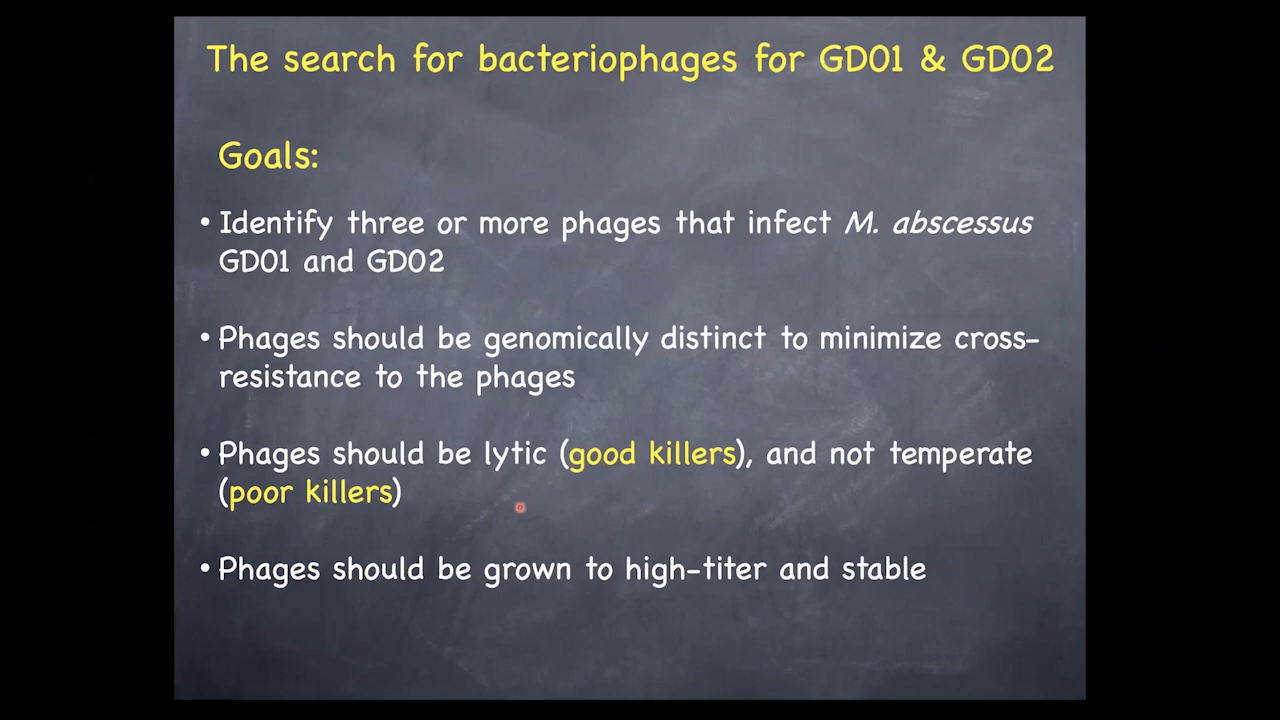 The search for bacteriophages for GD01 & GD02
Goals:
• Identify three or more phages that infect M. abscessus
GD01 and GD02
• Phages should be genomically distinct to minimize cross-
resistance to the phages
• Phages should be lytic (good killers), and not temperate
(poor killers)
• Phages should be grown to high-titer and stable